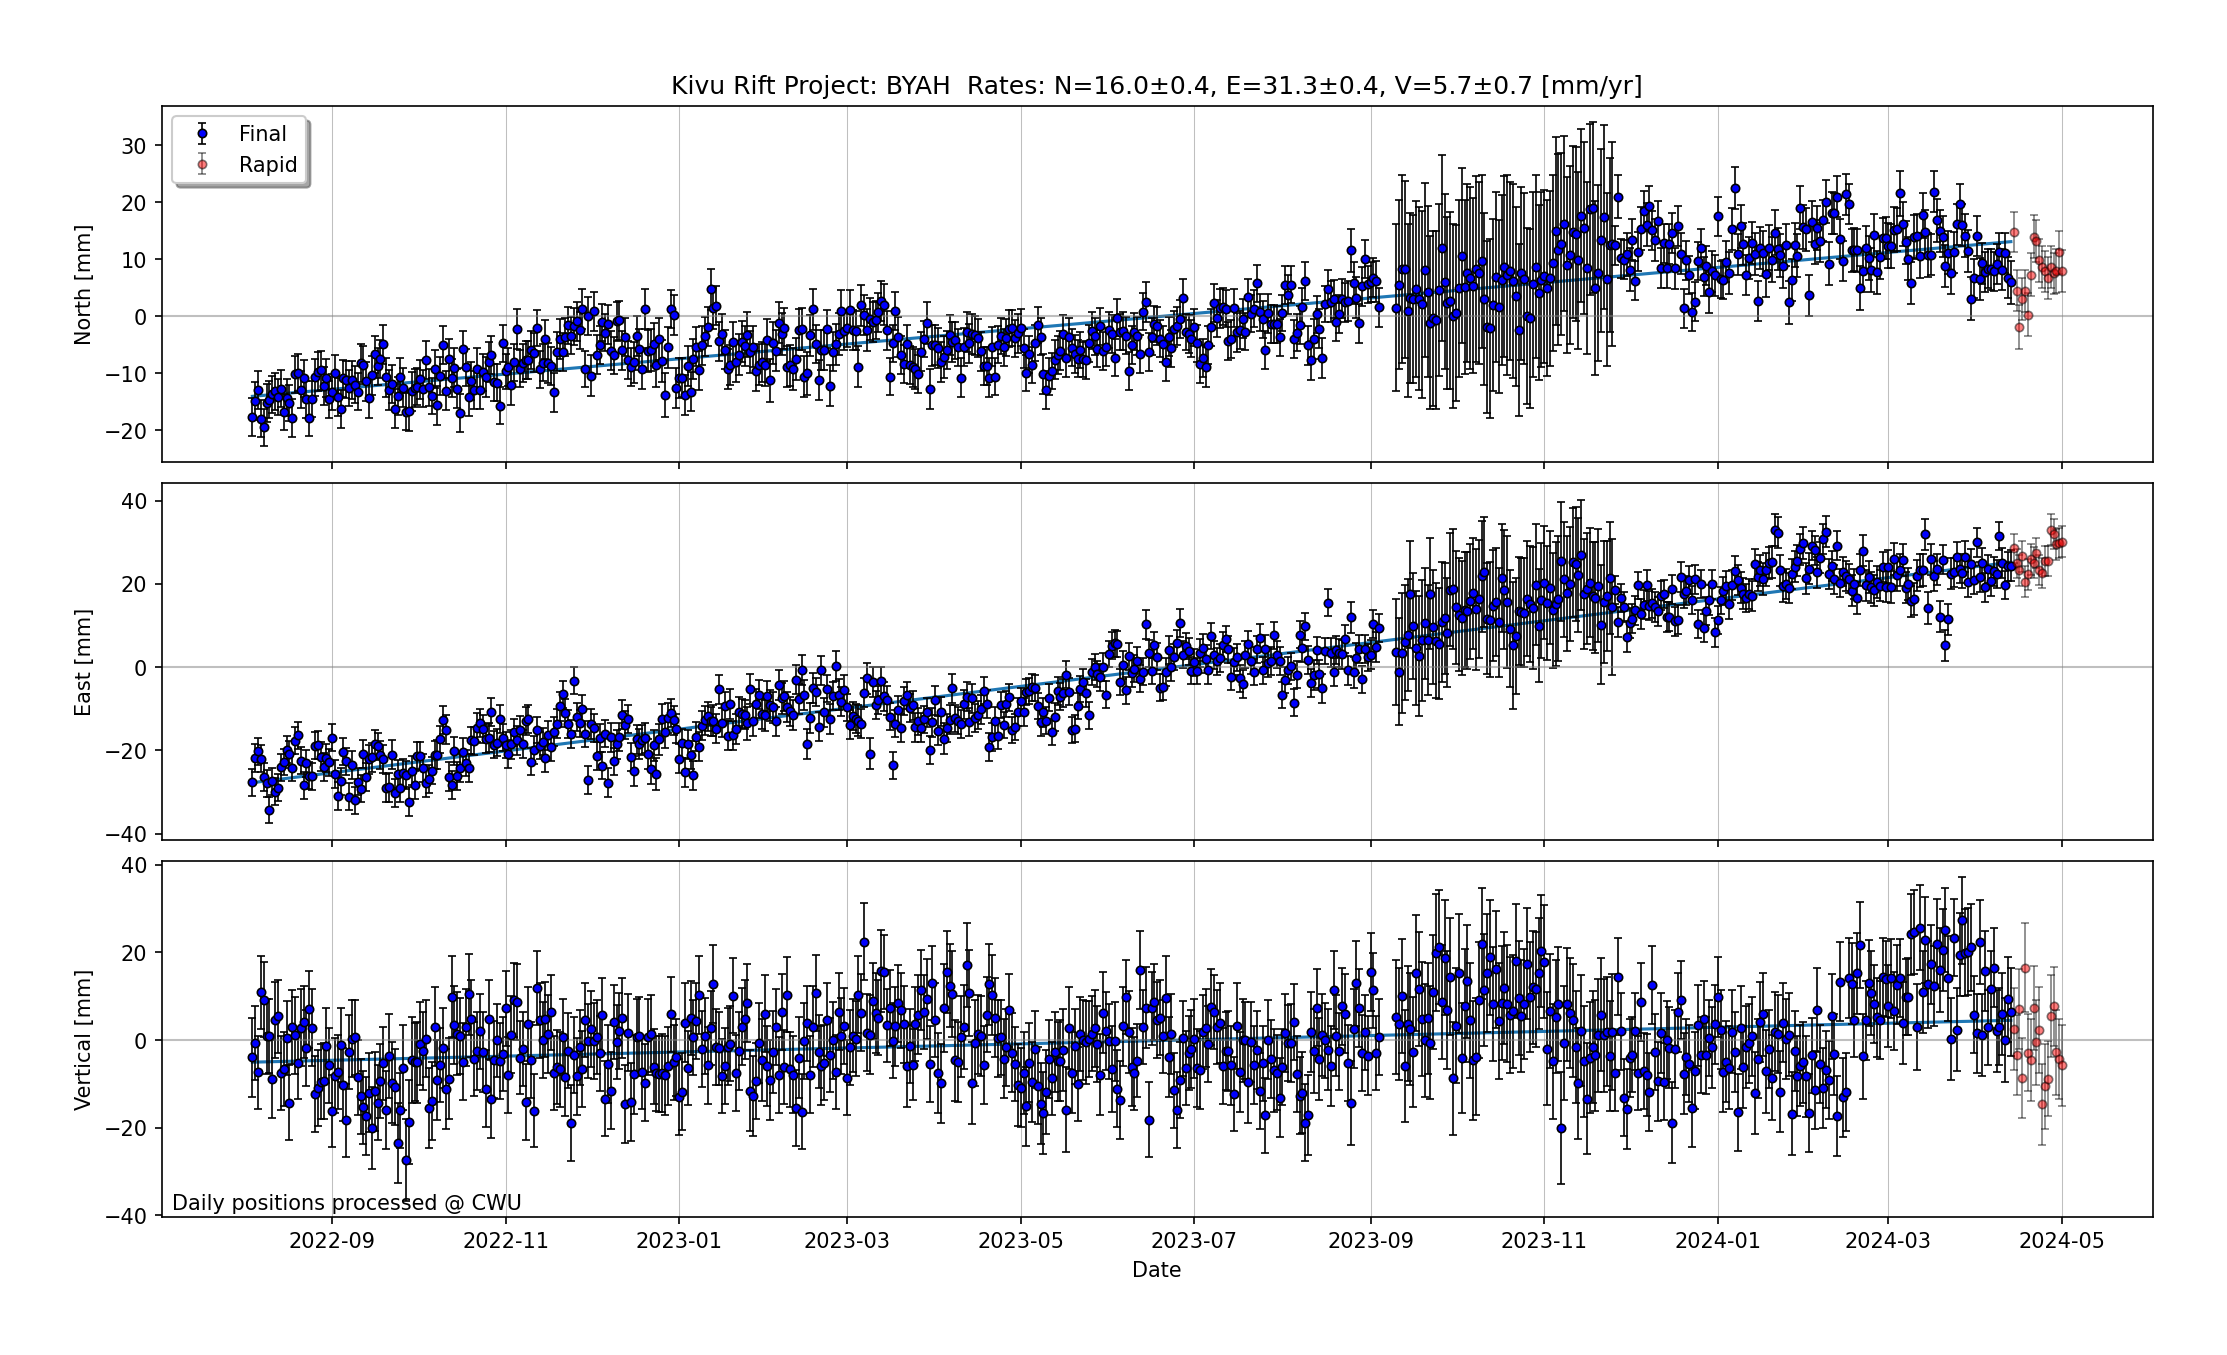 Kivu Rift Project: BYAH  Rates: N=16.0±0.4, E=31.3±0.4, V=5.7±0.7 [mm/yr]
Final
Rapid
North [mm]
30
20
10
0
−10
−20
East [mm]
40
20
0
−20
−40
Vertical [mm]
40
20
0
−20
−40
Daily positions processed @ CWU
2022-09 2022-11 2023-01 2023-03 2023-05 2023-07 2023-09 2023-11 2024-01 2024-03 2024-05
Date